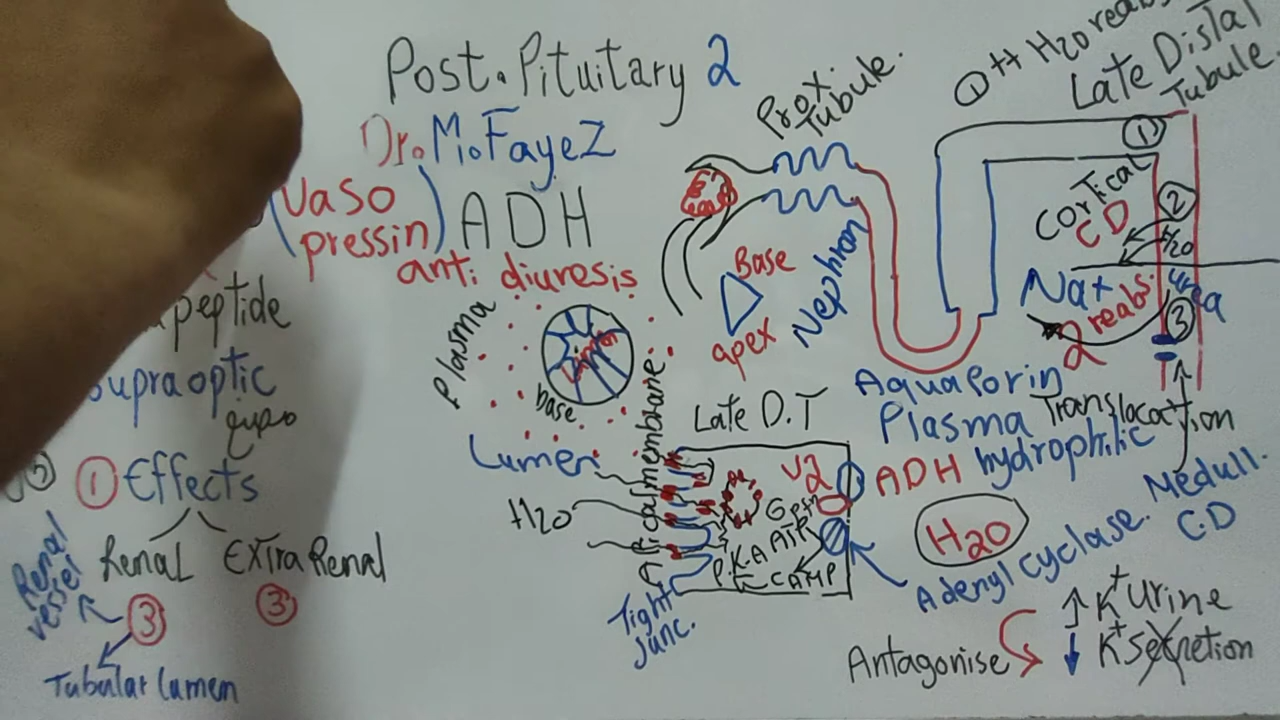 Post. Pituitary 2
Dr. Mo FayeZ
(Vaso
pressin)
ADH
anti diuresis
peptide
supraoptic
① Effects
Renal
Extra Renal
③
③
Renal
vessel
Tubular lumen
Plasma
Lumen
base
Lumen
H2O
Apical membrane
Tight
Junc.
Prox.
Tubule.
Base
apex
Nephron
Late D.T
V2
ATP
CAMP
P.K.A
① ++ H2O reabs
Late Distal
Tubule.
①
Cortical
CD
②
H2O
Na+
2 reabs.
urea
③
Aquaporin
Plasma Translocation
ADH hydrophilic
H2O
Adenyl cyclase.
Medull.
C.D
Antagonise
↑ K+ Urine
↓ K+ Secretion